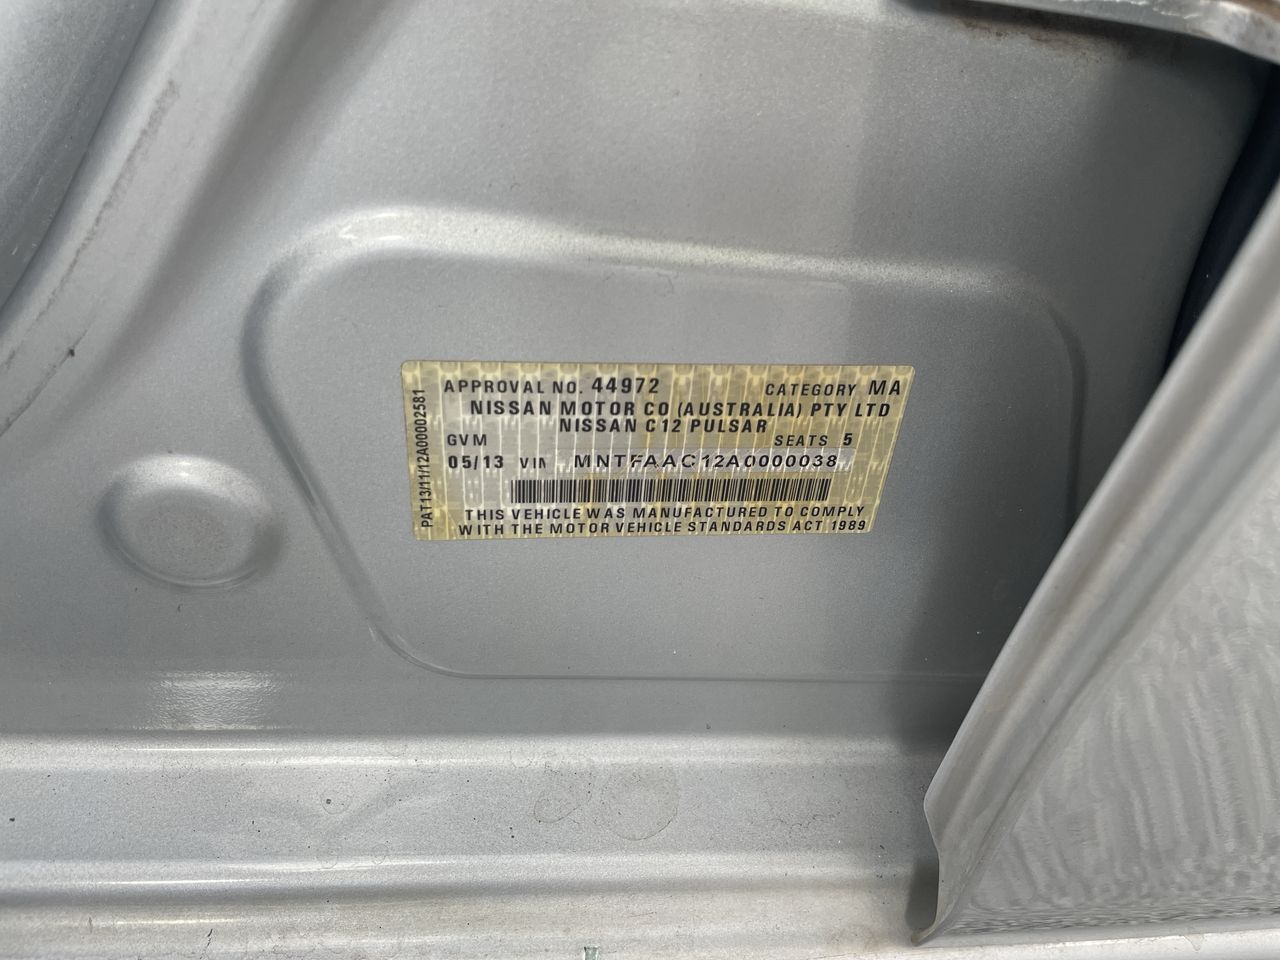 APPROVAL NO. 44972 CATEGORY MA
NISSAN MOTOR CO (AUSTRALIA) PTY LTD
NISSAN C12 PULSAR
GVM SEATS 5
05/13 VIN MNTFAAC12A0000038
THIS VEHICLE WAS MANUFACTURED TO COMPLY
WITH THE MOTOR VEHICLE STANDARDS ACT 1989
PAT13/11/12A00002581